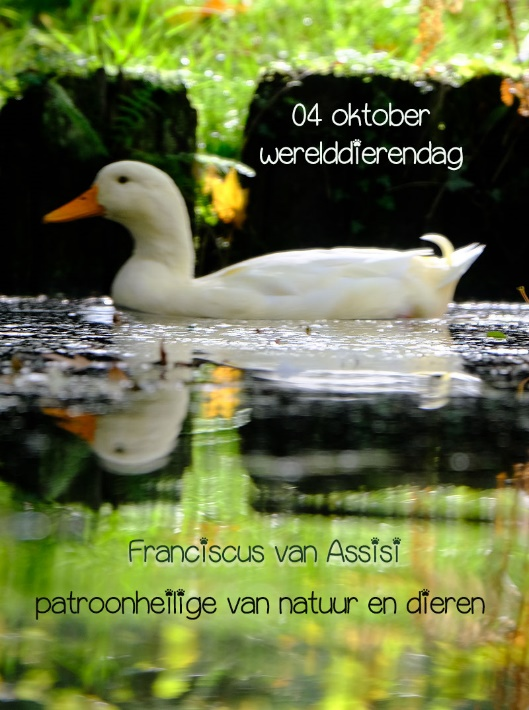 04 oktober
werelddierendag
Franciscus van Assisi
patroonheilige van natuur en dieren